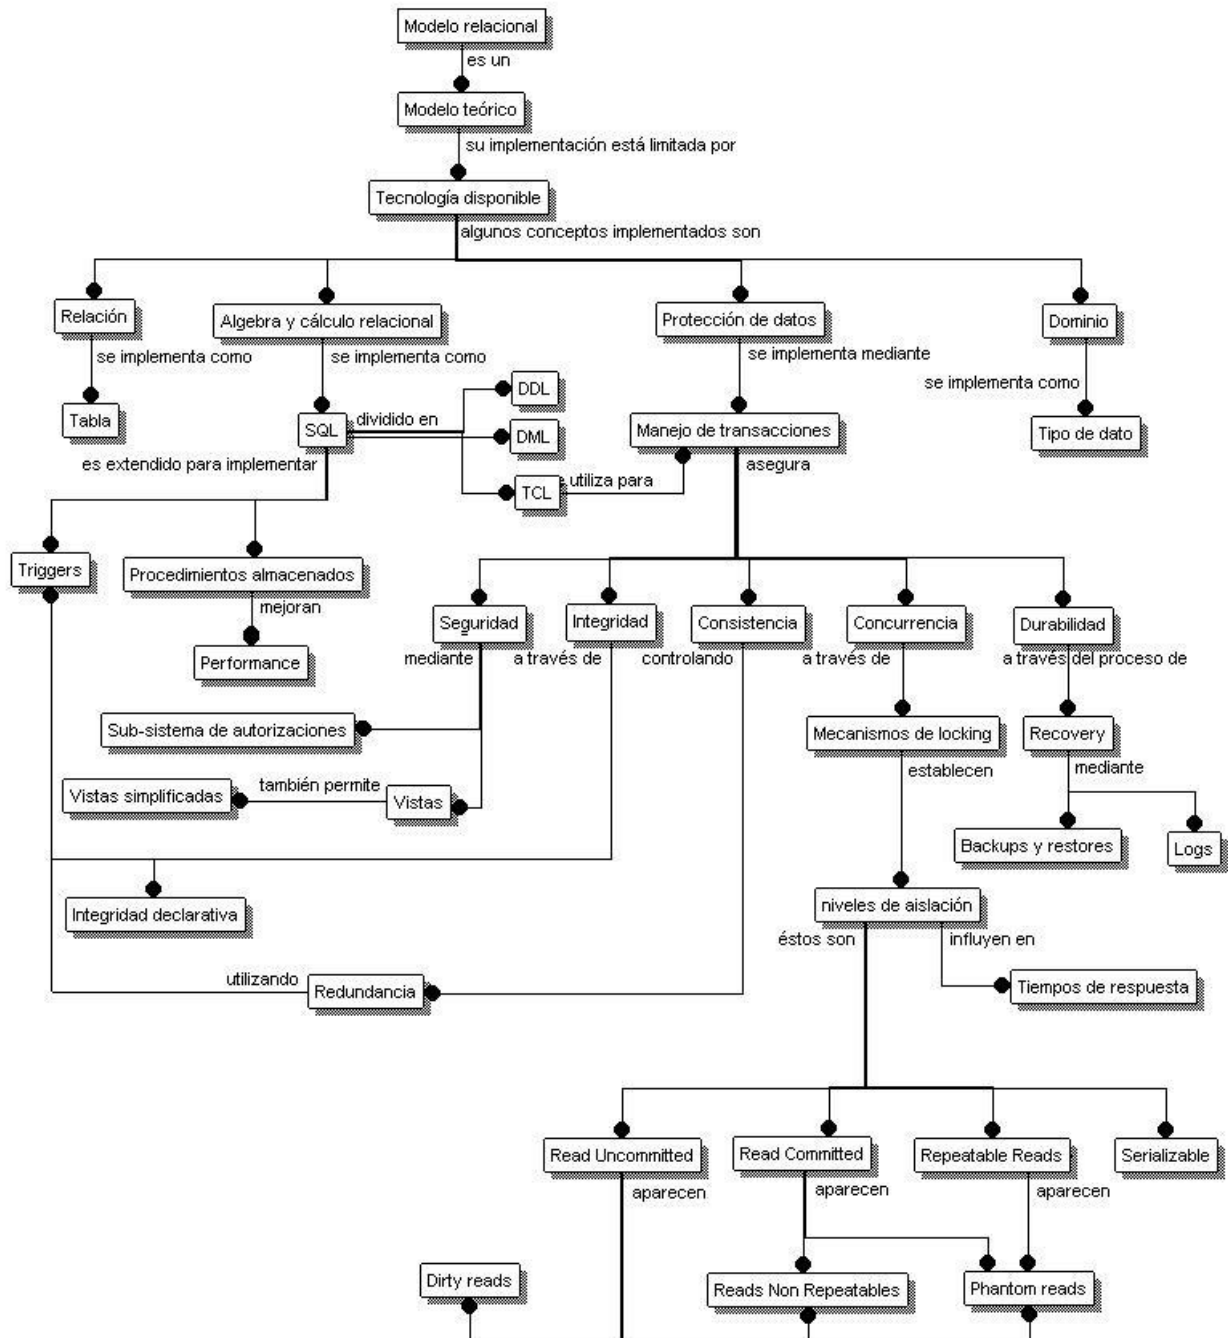 Modelo relacional
es un
Modelo teórico
su implementación está limitada por
Tecnología disponible
algunos conceptos implementados son
Relación
Algebra y cálculo relacional
Protección de datos
Dominio
se implementa como
se implementa como
se implementa mediante
se implementa como
Tabla
SQL
dividido en
DDL
DML
TCL
Manejo de transacciones
Tipo de dato
es extendido para implementar
utiliza para
asegura
Triggers
Procedimientos almacenados
mejoran
Performance
Seguridad
Integridad
Consistencia
Concurrencia
Durabilidad
mediante
a través de
controlando
a través de
a través del proceso de
Sub-sistema de autorizaciones
Mecanismos de locking
Recovery
establecen
mediante
Vistas simplificadas
también permite
Vistas
Backups y restores
Logs
Integridad declarativa
niveles de aislación
éstos son
influyen en
utilizando
Redundancia
Tiempos de respuesta
Read Uncommitted
Read Committed
Repeatable Reads
Serializable
aparecen
aparecen
aparecen
Dirty reads
Reads Non Repeatables
Phantom reads